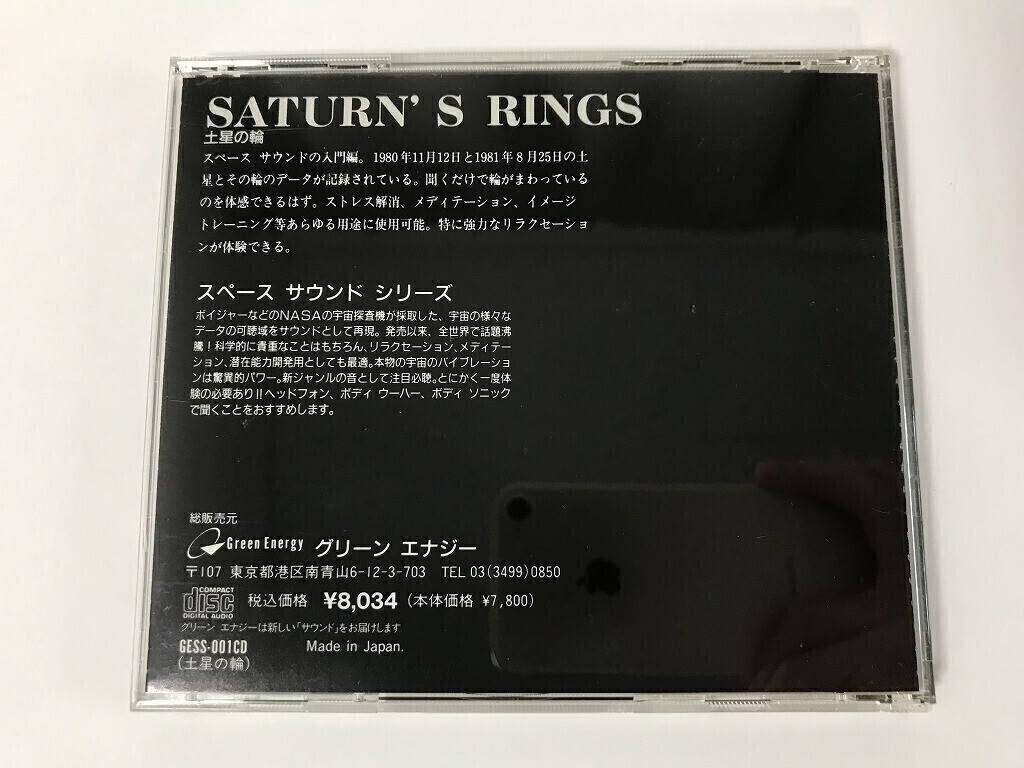 SATURN'S RINGS
土星の輪
スペース サウンドの入門編。1980年11月12日と1981年8月25日の土
星とその輪のデータが記録されている。聞くだけで輪がまわっている
のを体感できるはず。ストレス解消、メディテーション、イメージ
トレーニング等あらゆる用途に使用可能。特に強力なリラクセーショ
ンが体験できる。
スペース サウンド シリーズ
ボイジャーなどのNASAの宇宙探査機が採取した、宇宙の様々な
データの可聴域をサウンドとして再現。発売以来、全世界で話題沸
騰！科学的に貴重なことはもちろん、リラクセーション、メディテー
ション、潜在能力開発用としても最適。本物の宇宙のバイブレーショ
ンは驚異的パワー。新ジャンルの音として注目必聴。とにかく一度体
験の必要あり!!ヘッドフォン、ボディ ウーハー、ボディ ソニック
で聞くことをおすすめします。
総販売元
Green Energy グリーン エナジー
〒107 東京都港区南青山6-12-3-703 TEL 03(3499)0850
COMPACT disc DIGITAL AUDIO 税込価格 ¥8,034 (本体価格 ¥7,800)
グリーン エナジーは新しい「サウンド」をお届けします
GESS-001CD Made in Japan.
(土星の輪)